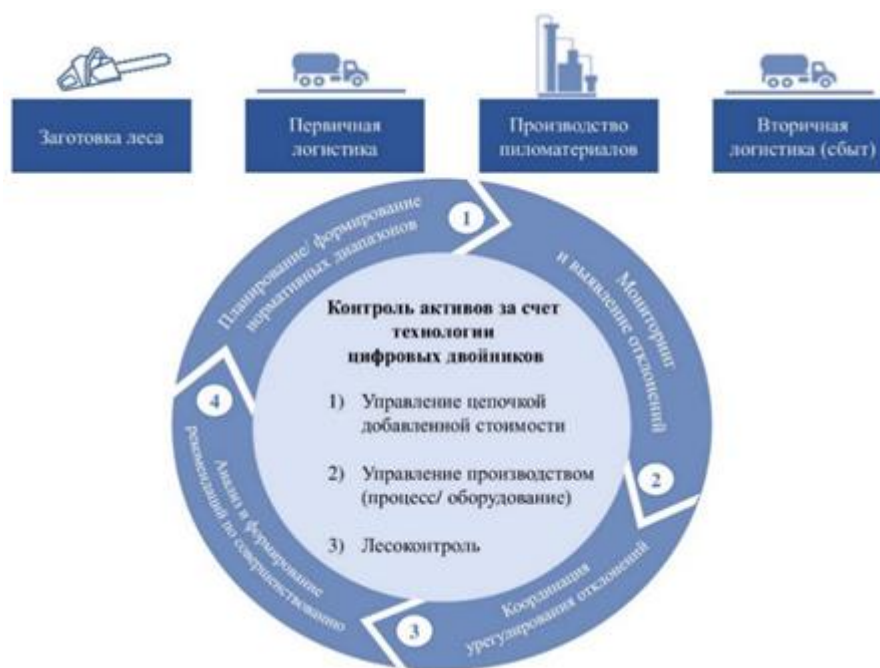 Заготовка леса
Первичная
логистика
Производство
пиломатериалов
Вторичная
логистика (сбыт)
Планирование/ формирование
нормативных диапазонов
1
Мониторинг
и выявление отклонений
2
Координация
урегулирования отклонений
3
Анализ и формирование
рекомендаций по совершенствованию
4
Контроль активов за счет
технологии
цифровых двойников
1) Управление цепочкой
добавленной стоимости
2) Управление производством
(процесс/ оборудование)
3) Лесоконтроль